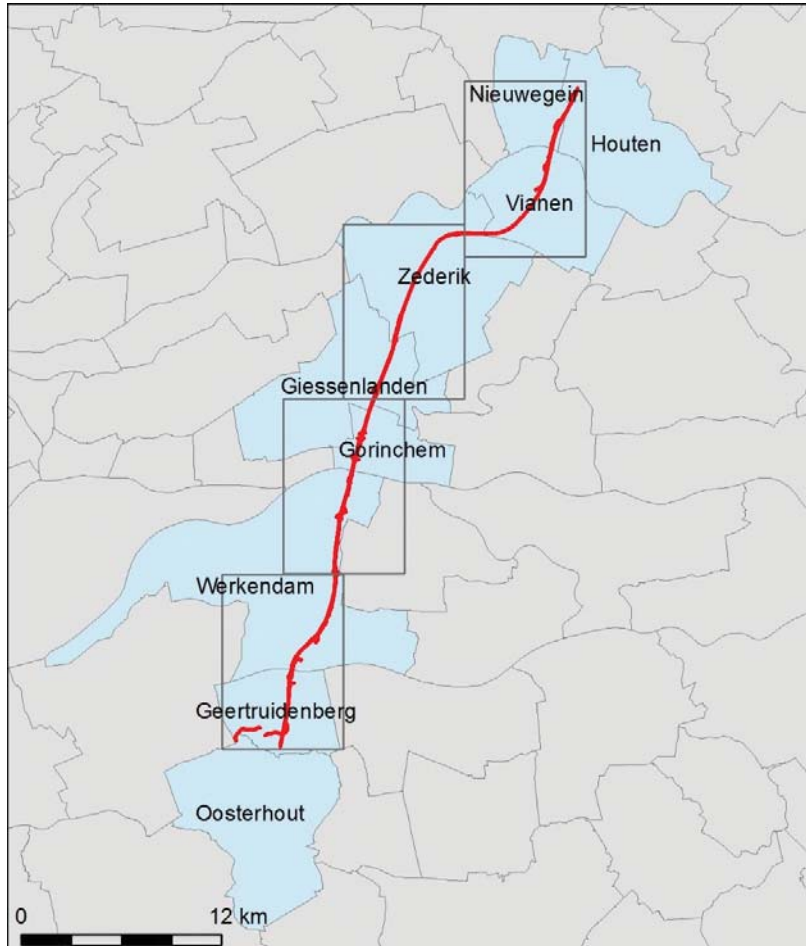 Nieuwegein
Houten
Vianen
Zederik
Giessenlanden
Gorinchem
Werkendam
Geertruidenberg
Oosterhout
0 12 km